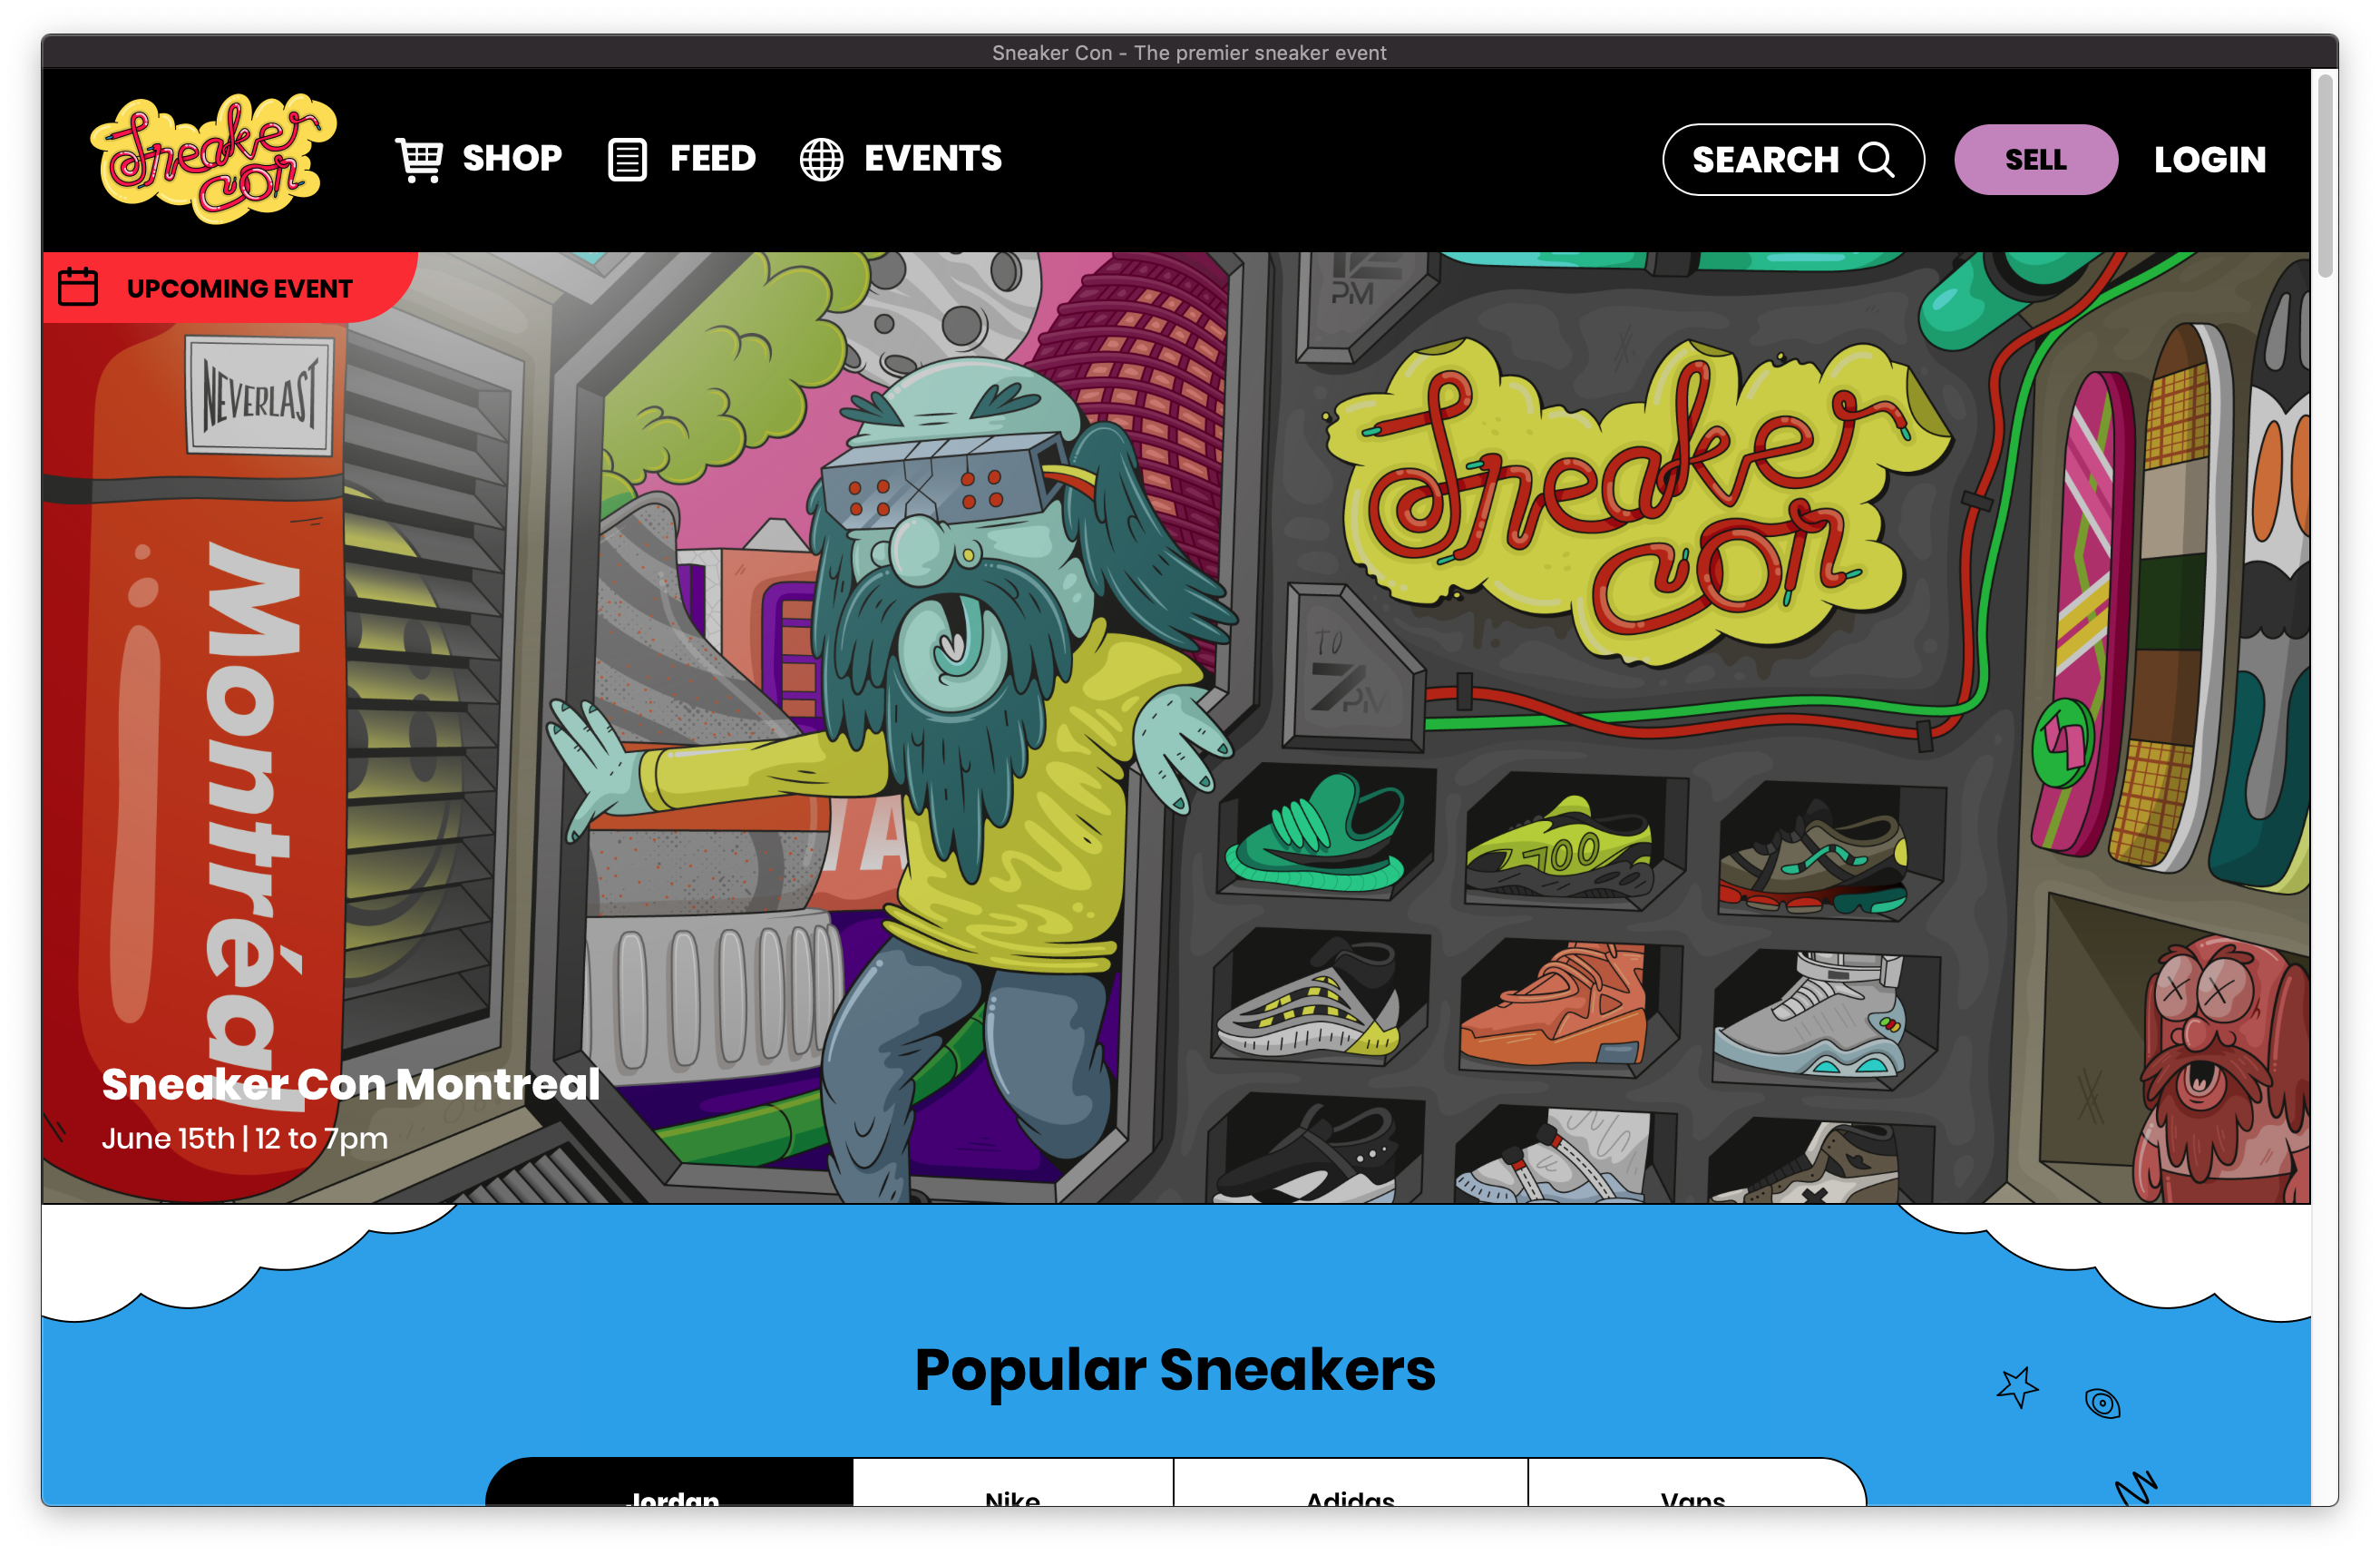 Sneaker Con - The premier sneaker event
Sneaker
con
SHOP
FEED
EVENTS
SEARCH
SELL
LOGIN
UPCOMING EVENT
NEVERLAST
Montréal
12
PM
Sneaker
con
TO
7PM
700
Sneaker Con Montreal
June 15th | 12 to 7pm
Popular Sneakers
Jordan
Nike
Adidas
Vans